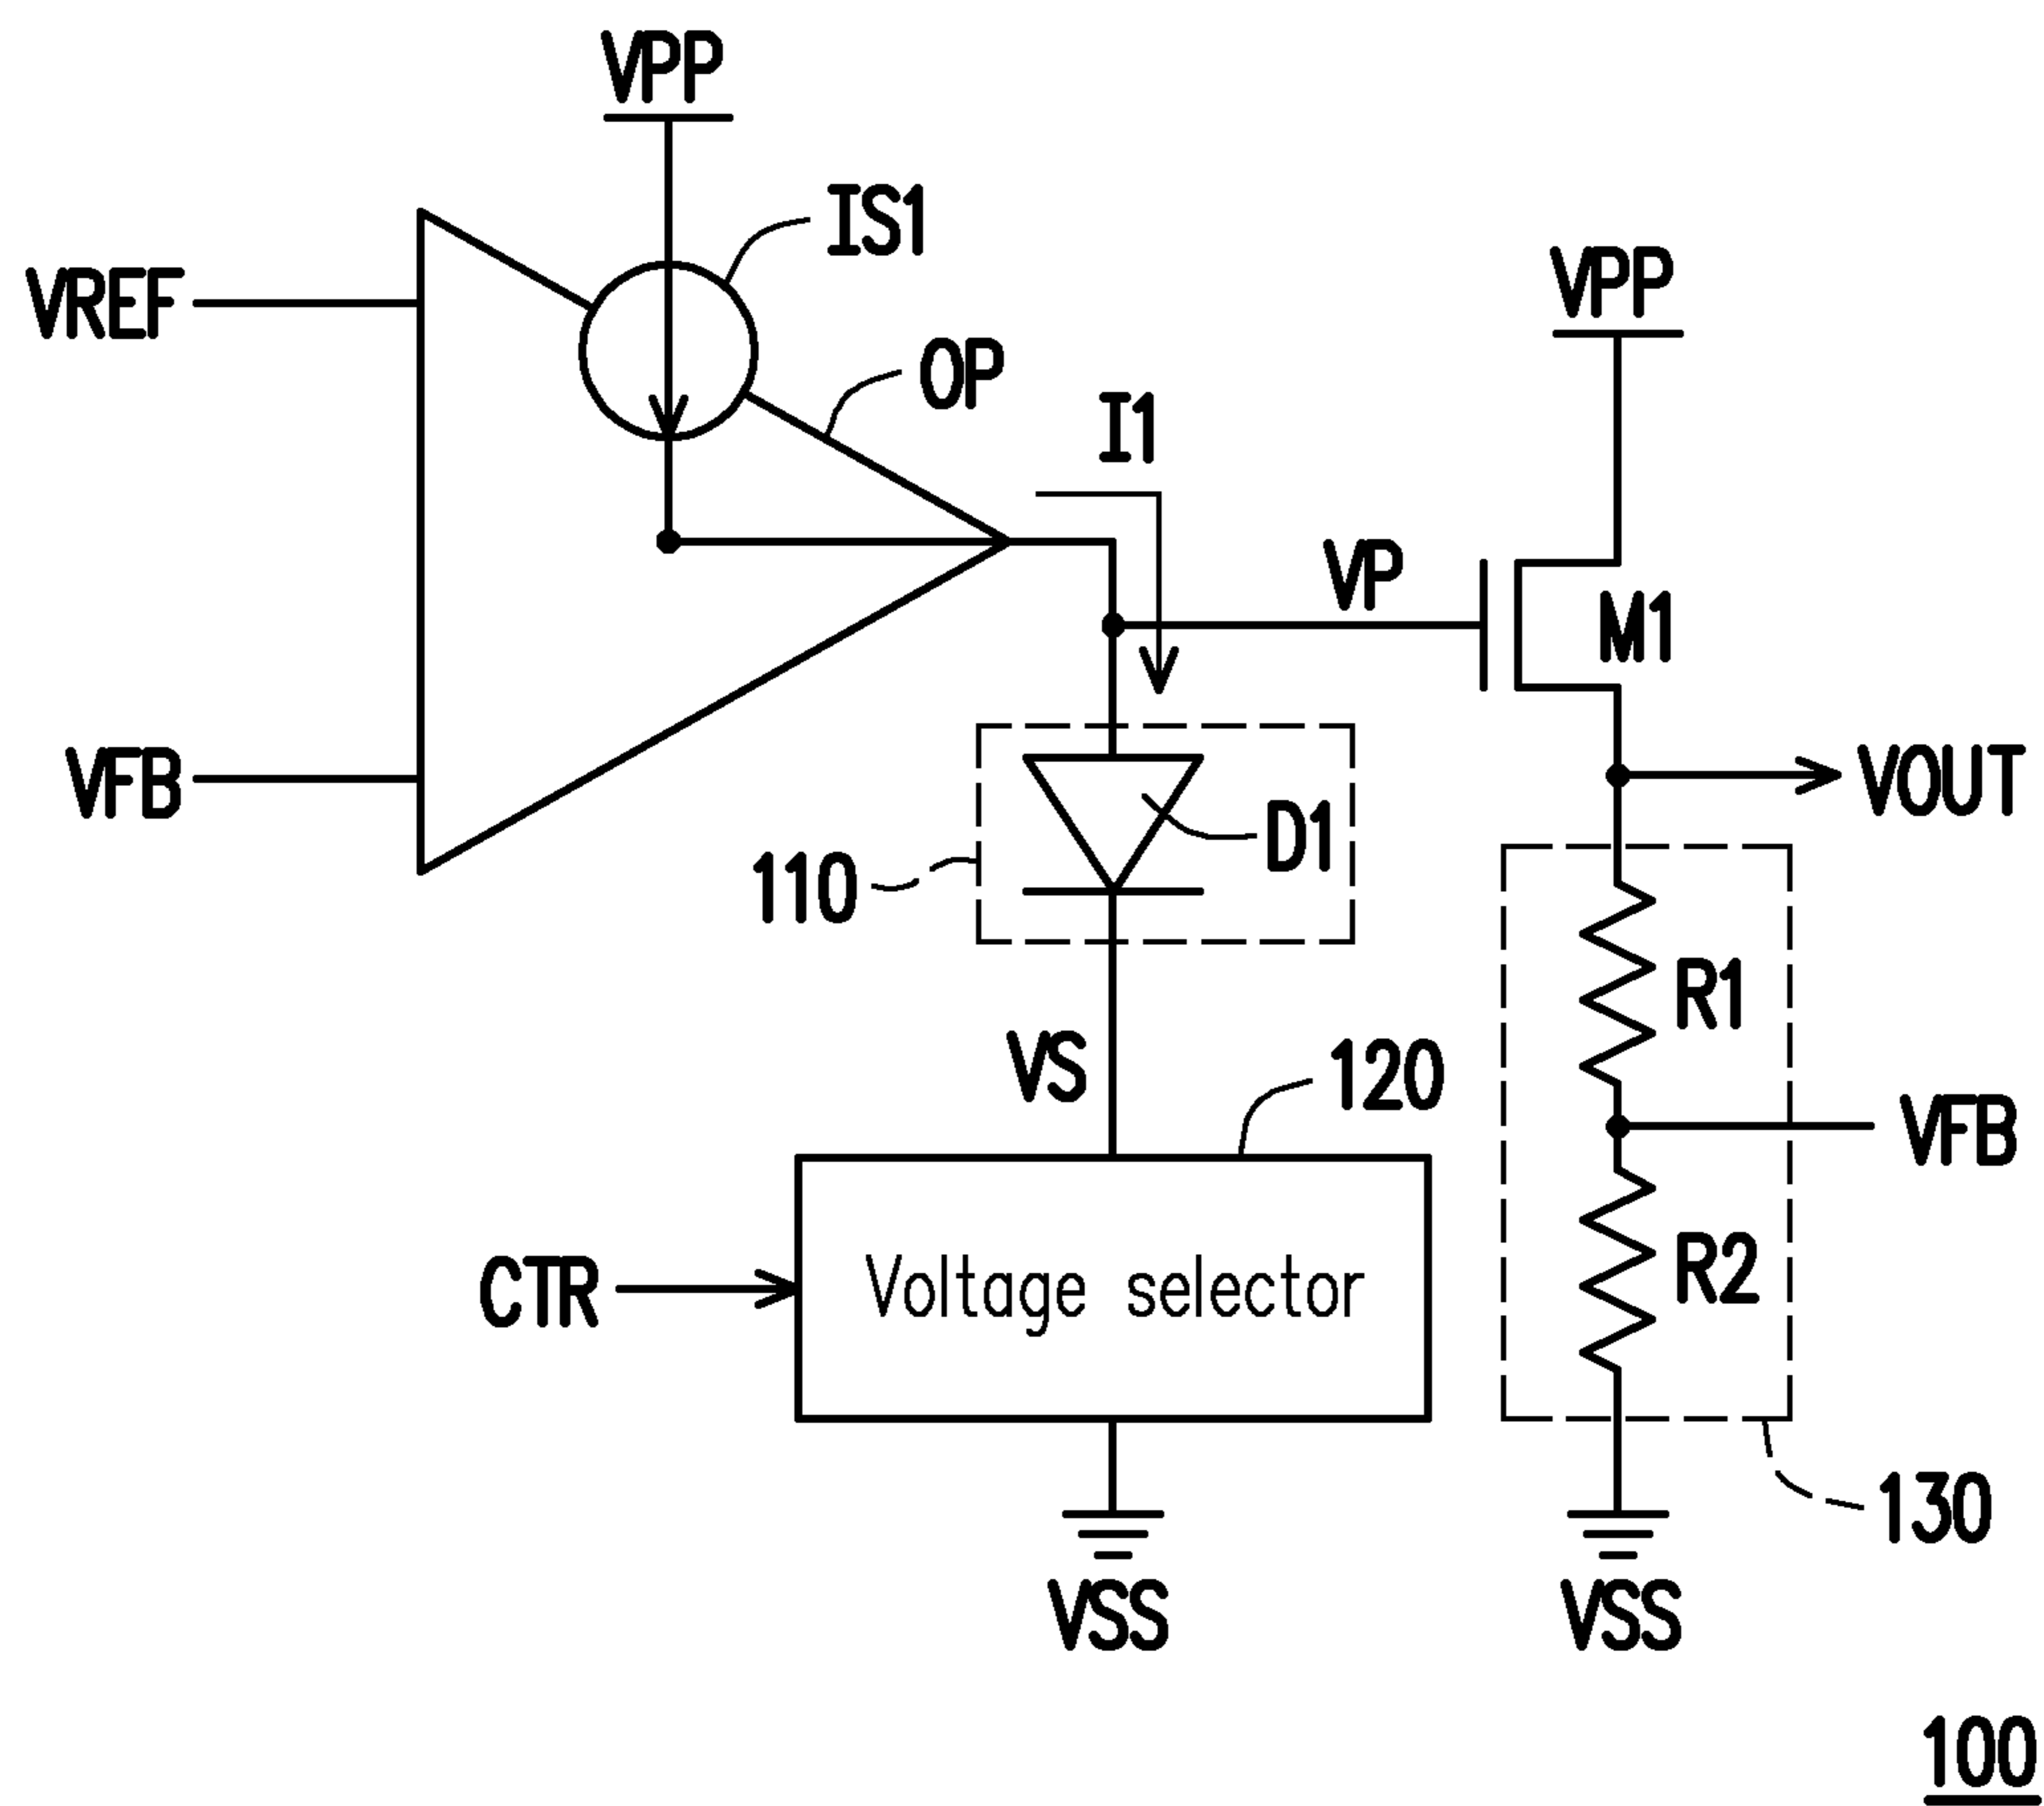 VPP
IS1
VREF
VPP
OP
I1
VP
M1
VFB
VOUT
D1
110
R1
VS
120
VFB
CTR
Voltage selector
R2
130
VSS
VSS
100